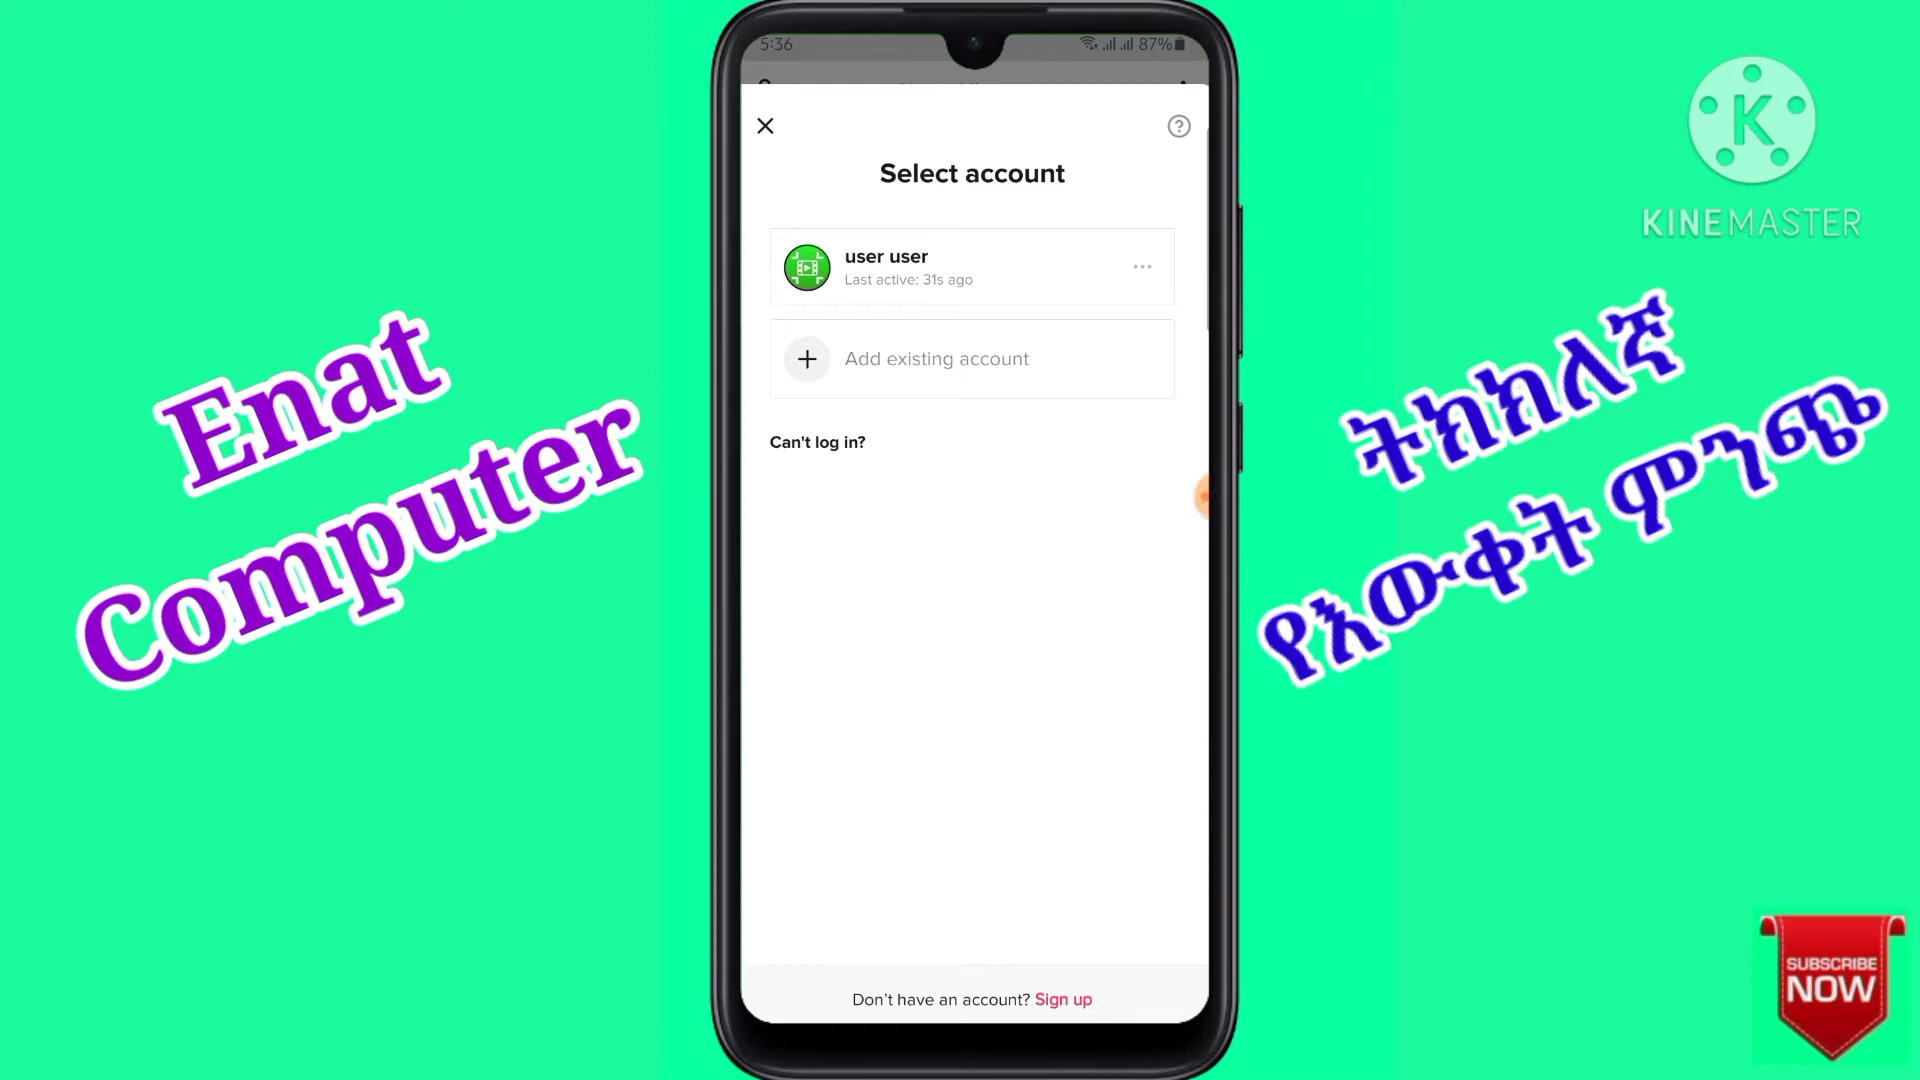 5:36
87%
Select account
user user
Last active: 31s ago
Add existing account
Can't log in?
Don't have an account? Sign up
Enat
Computer
ትክክለኛ
የእውቀት ምንጭ
KINEMASTER
SUBSCRIBE
NOW